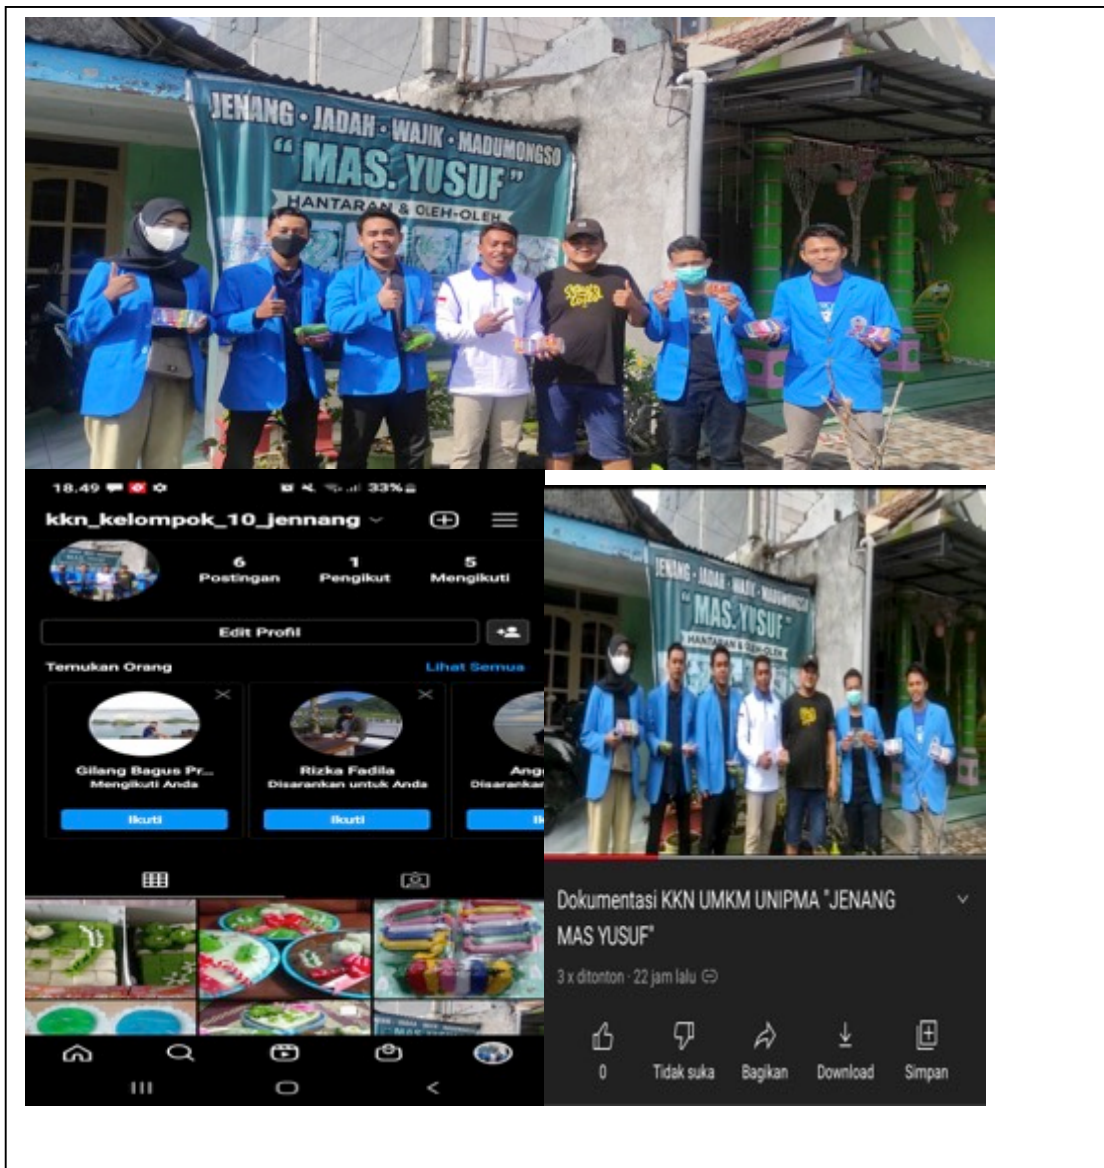 JENANG • JADAH • WAJIK • MADUMONGSO
" MAS. YUSUF "
HANTARAN & OLEH-OLEH
18.49
33%
kkn_kelompok_10_jennang
6
1
5
Postingan
Pengikut
Mengikuti
Edit Profil
Temukan Orang
Lihat Semua
Gilang Bagus Pr...
Mengikuti Anda
Ikuti
Rizka Fadila
Disarankan untuk Anda
Ikuti
Ang
Disarankan
JENANG • JADAH • WAJIK • MADUMONGSO
" MAS. YUSUF "
HANTARAN & OLEH-OLEH
Dokumentasi KKN UMKM UNIPMA "JENANG
MAS YUSUF"
3 x ditonton · 22 jam lalu
0
Tidak suka
Bagikan
Download
Simpan